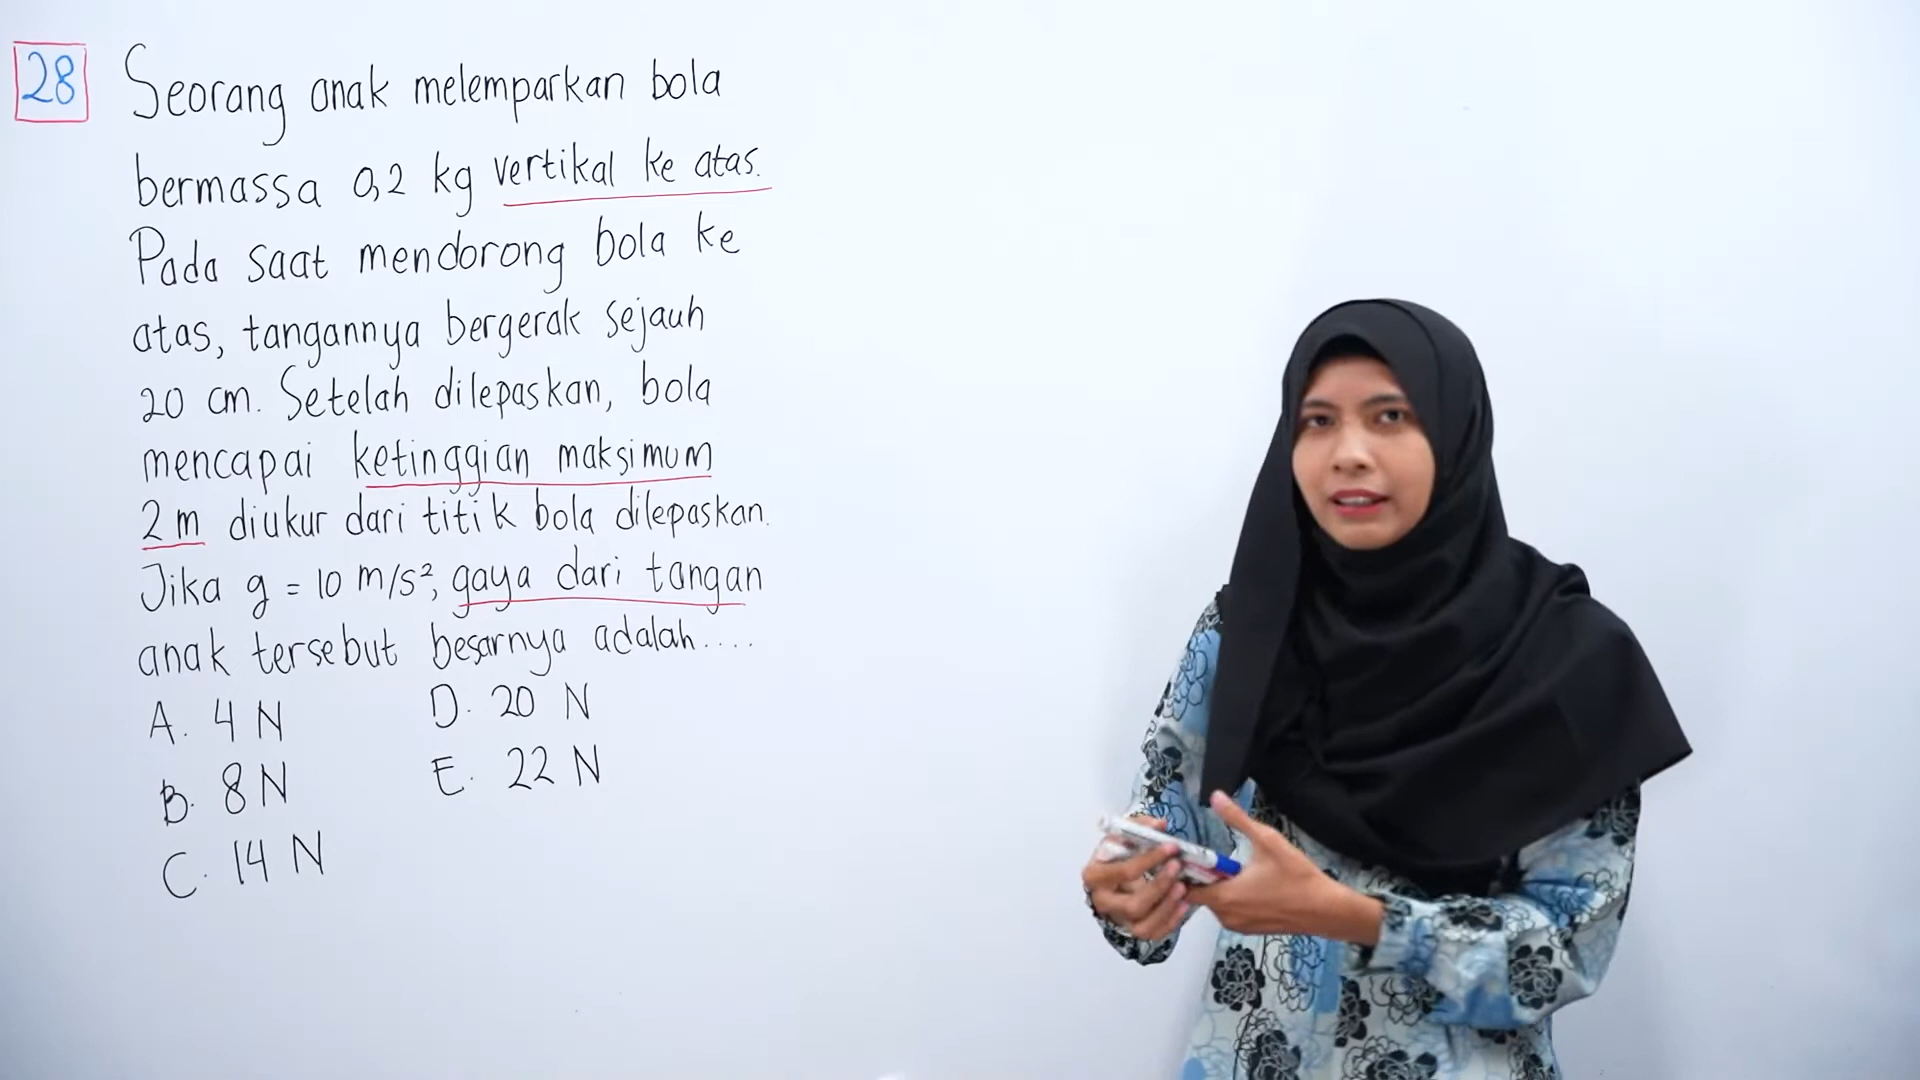 28
Seorang anak melemparkan bola
bermassa 0,2 kg vertikal ke atas.
Pada saat mendorong bola ke
atas, tangannya bergerak sejauh
20 cm. Setelah dilepaskan, bola
mencapai ketinggian maksimum
2 m diukur dari titik bola dilepaskan.
Jika g = 10 m/s², gaya dari tangan
anak tersebut besarnya adalah....
A. 4 N
B. 8 N
C. 14 N
D. 20 N
E. 22 N